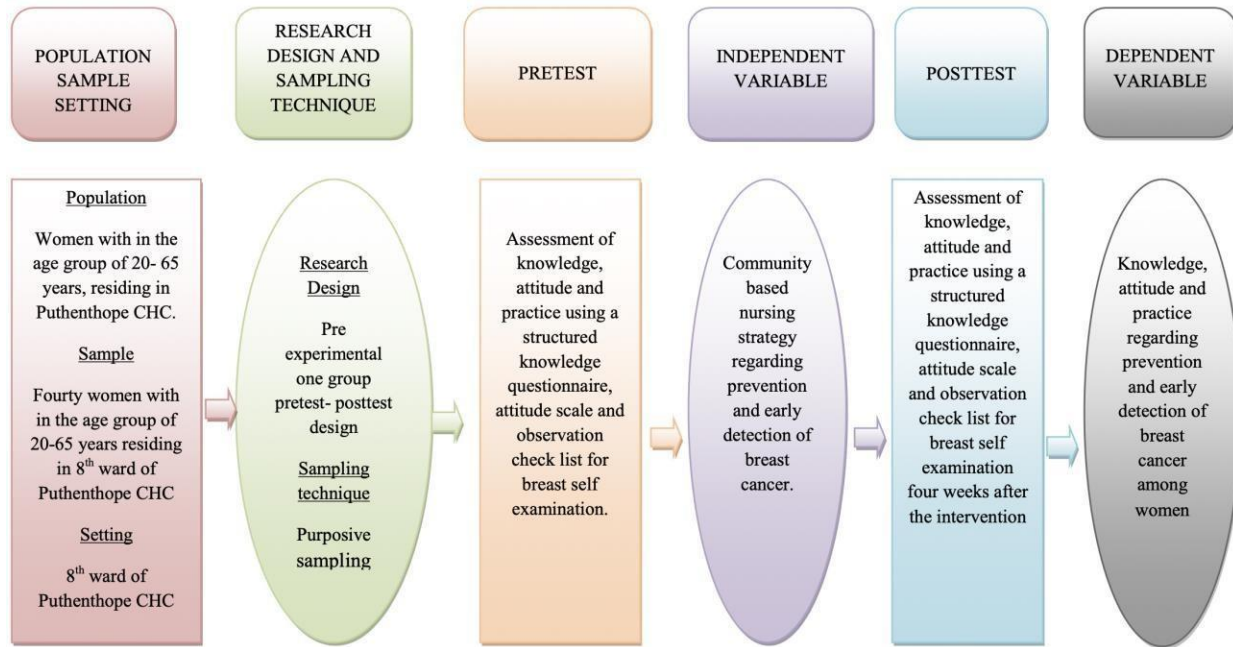 POPULATION
SAMPLE
SETTING
RESEARCH
DESIGN AND
SAMPLING
TECHNIQUE
PRETEST
INDEPENDENT
VARIABLE
POSTTEST
DEPENDENT
VARIABLE
Population
Women with in the
age group of 20- 65
years, residing in
Puthenthope CHC.
Sample
Fourty women with
in the age group of
20-65 years residing
in 8th ward of
Puthenthope CHC
Setting
8th ward of
Puthenthope CHC
Research
Design
Pre
experimental
one group
pretest- posttest
design
Sampling
technique
Purposive
sampling
Assessment of
knowledge,
attitude and
practice using a
structured
knowledge
questionnaire,
attitude scale and
observation
check list for
breast self
examination.
Community
based
nursing
strategy
regarding
prevention
and early
detection of
breast
cancer.
Assessment of
knowledge,
attitude and
practice using a
structured
knowledge
questionnaire,
attitude scale
and observation
check list for
breast self
examination
four weeks after
the intervention
Knowledge,
attitude and
practice
regarding
prevention
and early
detection of
breast
cancer
among
women